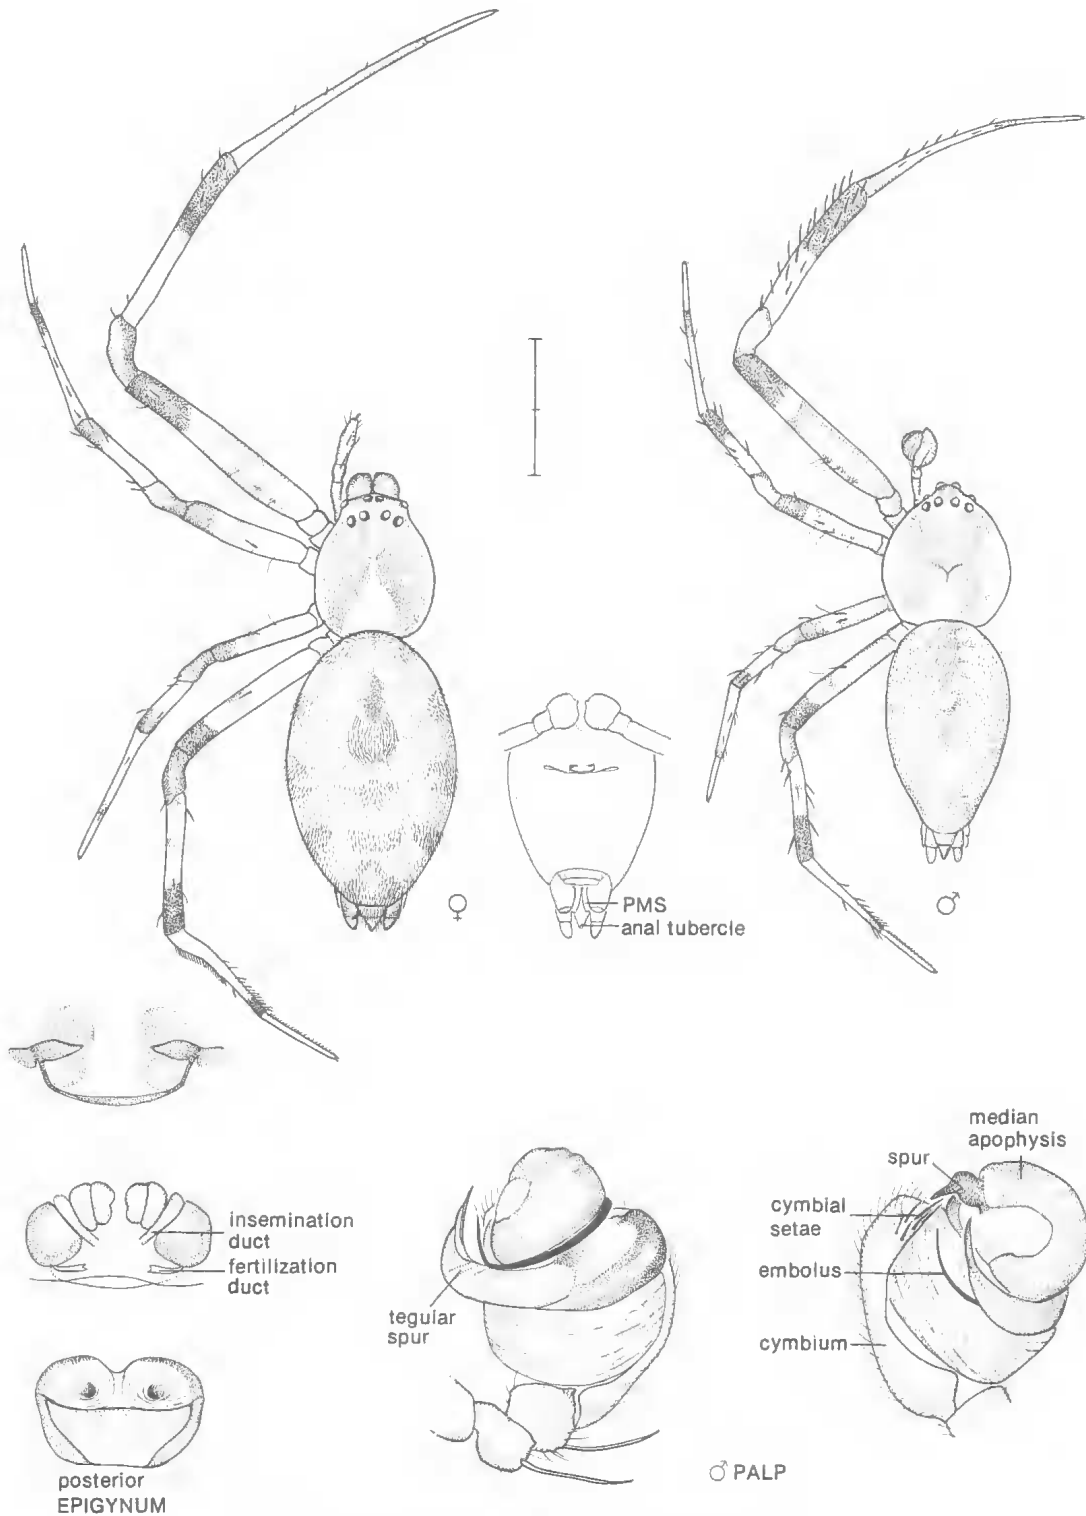 ♀
PMS
anal tubercle
♂
insemination
duct
fertilization
duct
posterior
EPIGYNUM
tegular
spur
median
apophysis
spur
cymbial
setae
embolus
cymbium
♂ PALP